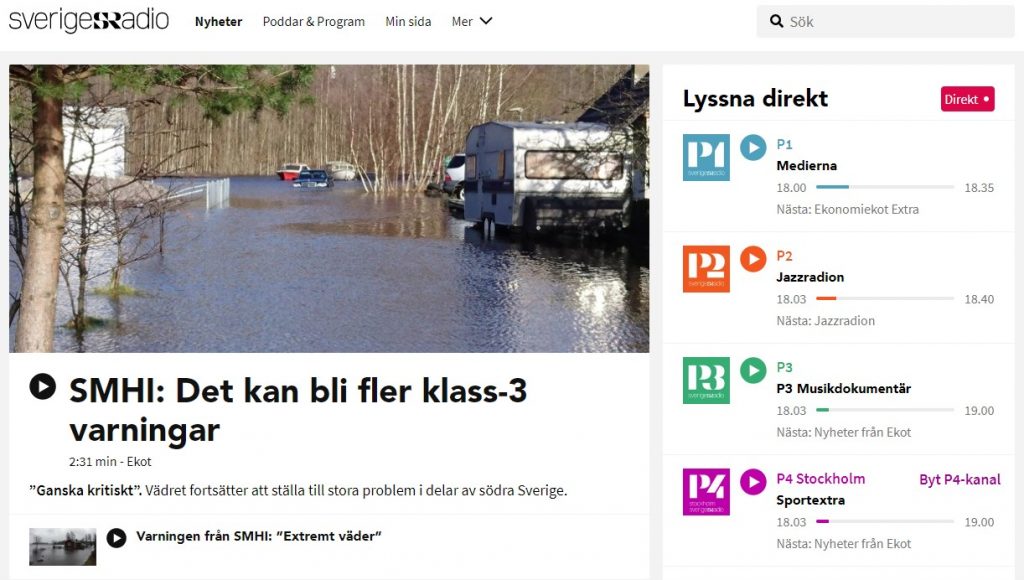 sverigesradio
Nyheter
Poddar & Program
Min sida
Mer
Sök
SMHI: Det kan bli fler klass-3
varningar
2:31 min - Ekot
”Ganska kritiskt”. Vädret fortsätter att ställa till stora problem i delar av södra Sverige.
Varningen från SMHI: ”Extremt väder”
Lyssna direkt
Direkt
P1
sverigesradio
P1
Medierna
18.00
18.35
Nästa: Ekonomiekot Extra
P2
sverigesradio
P2
Jazzradion
18.03
18.40
Nästa: Jazzradion
P3
sverigesradio
P3
P3 Musikdokumentär
18.03
19.00
Nästa: Nyheter från Ekot
P4
stockholm
sverigesradio
P4 Stockholm
Byt P4-kanal
Sportextra
18.03
19.00
Nästa: Nyheter från Ekot